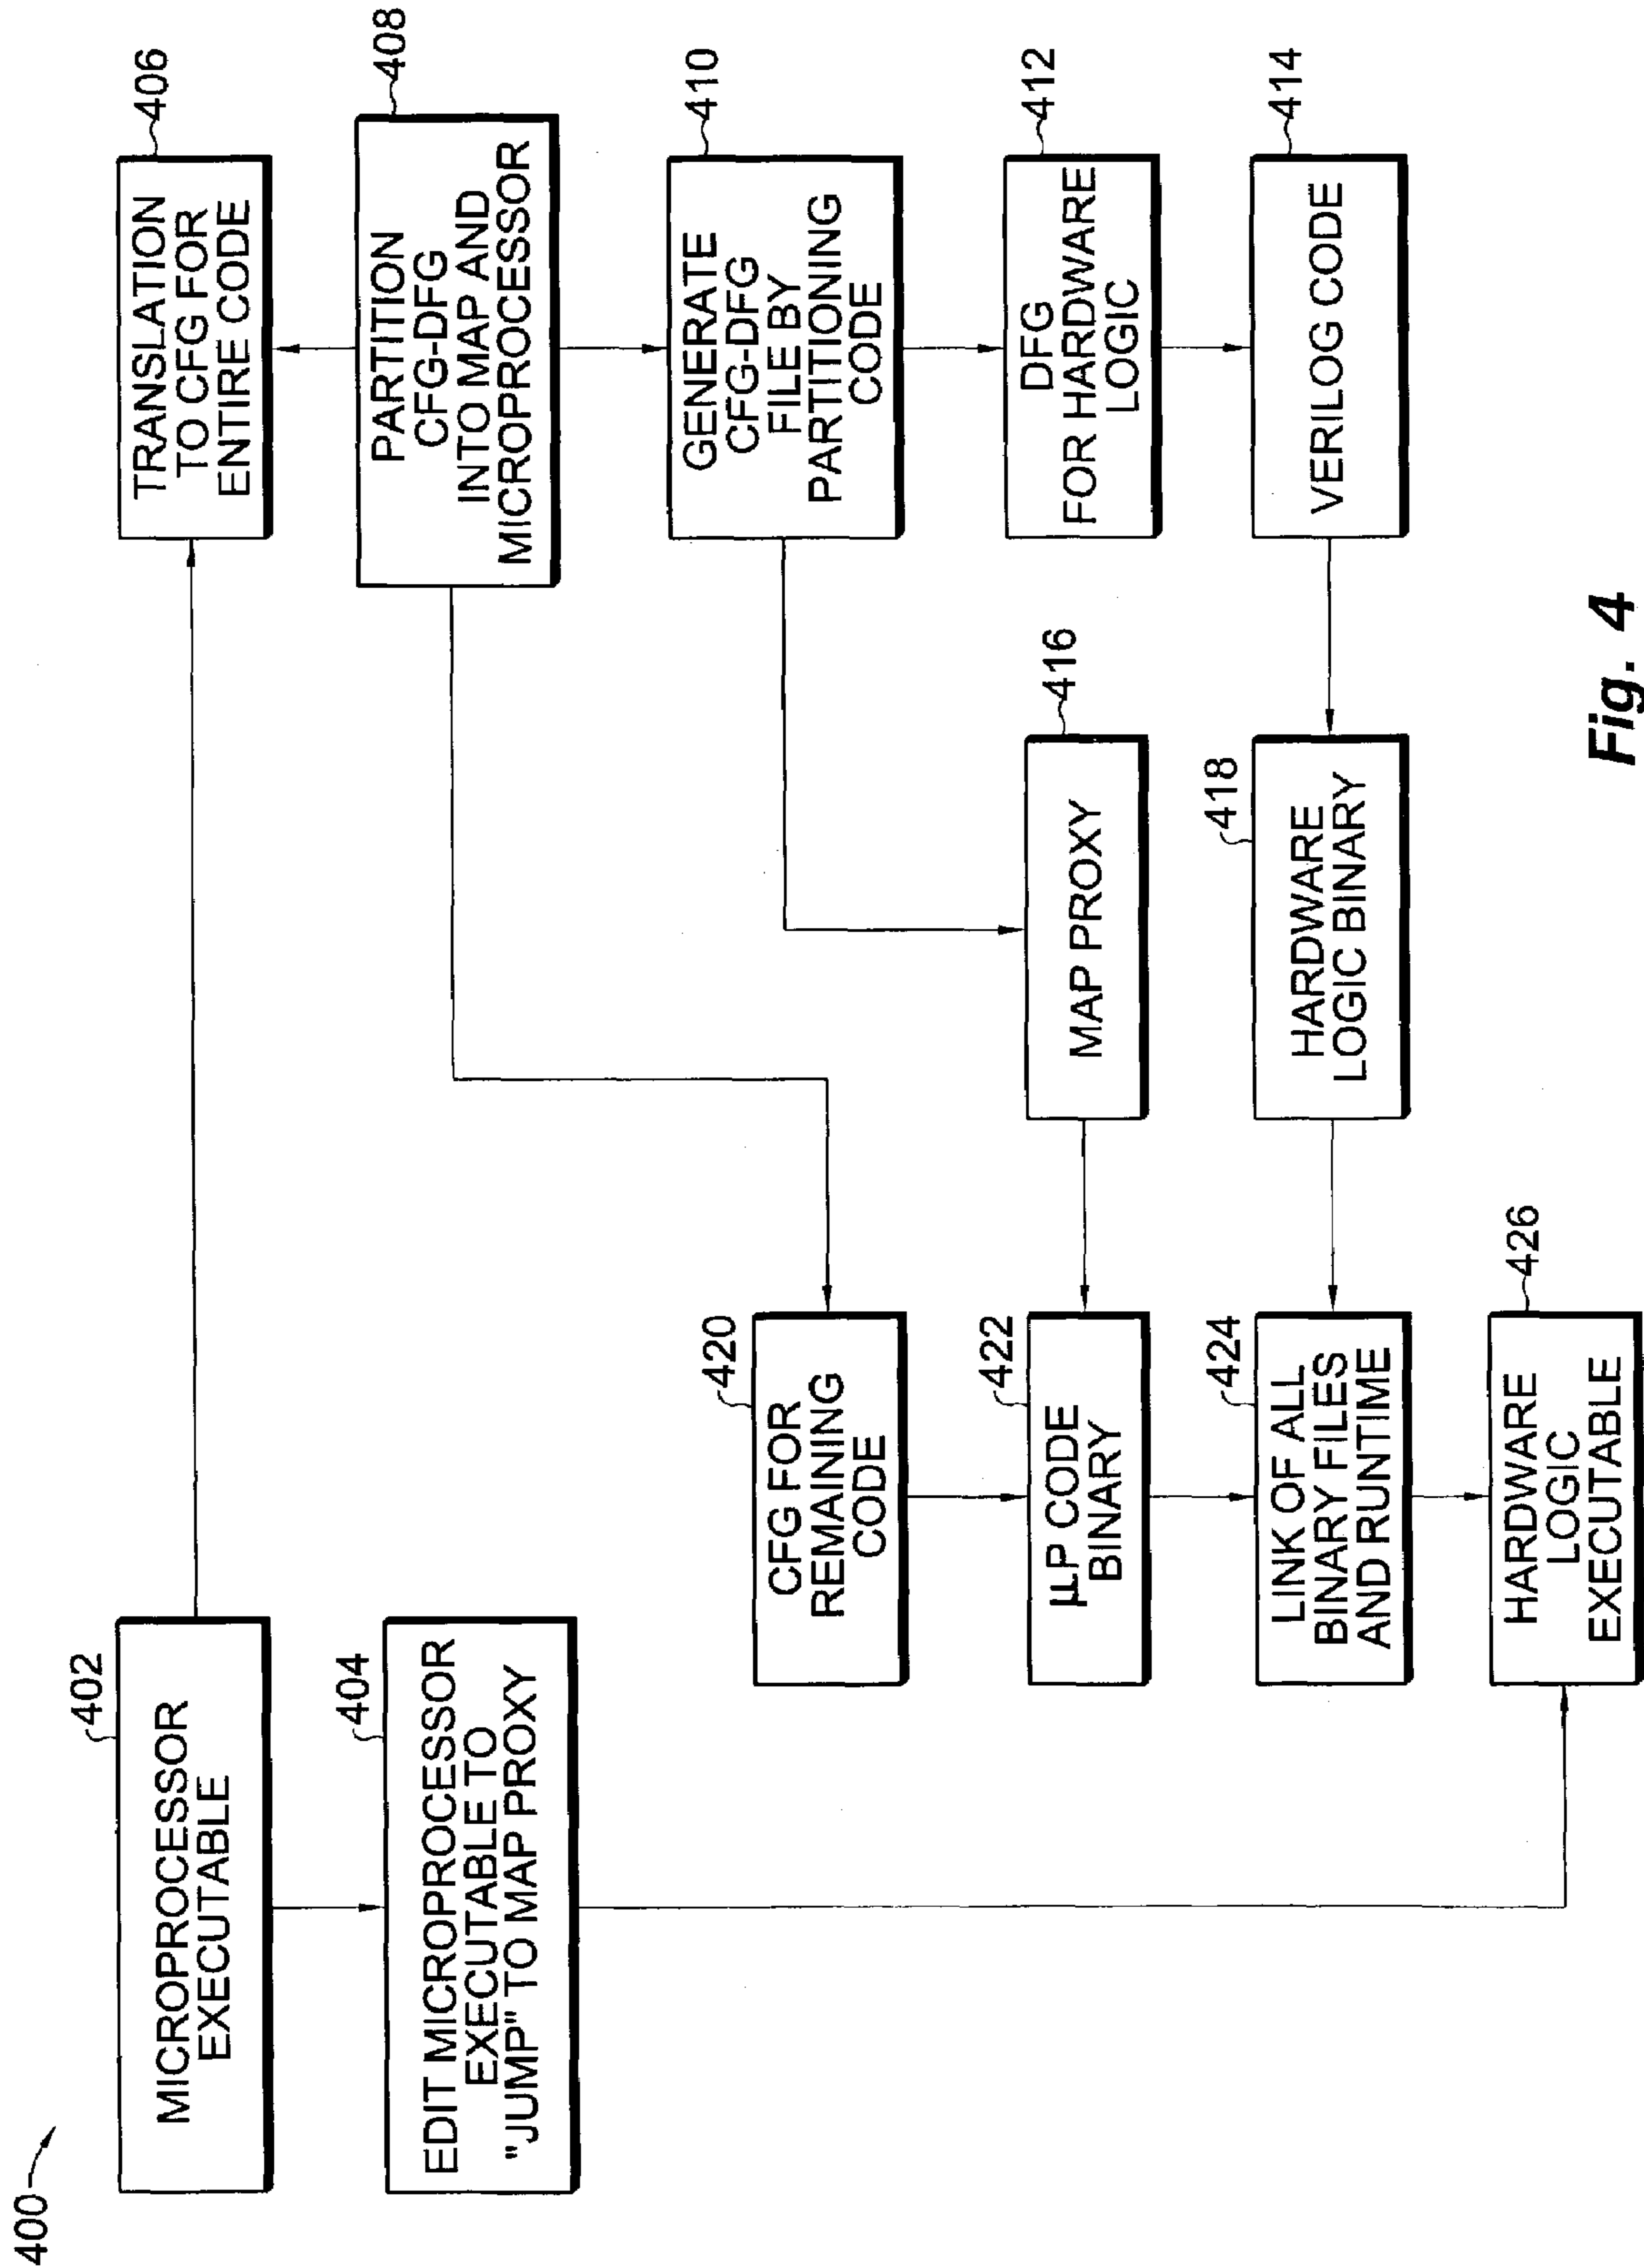 400
402
MICROPROCESSOR
EXECUTABLE
404
EDIT MICROPROCESSOR
EXECUTABLE TO
"JUMP" TO MAP PROXY
406
TRANSLATION
TO CFG FOR
ENTIRE CODE
408
PARTITION
CFG-DFG
INTO MAP AND
MICROPROCESSOR
410
GENERATE
CFG-DFG
FILE BY
PARTITIONING
CODE
412
DFG
FOR HARDWARE
LOGIC
414
VERILOG CODE
416
MAP PROXY
418
HARDWARE
LOGIC BINARY
420
CFG FOR
REMAINING
CODE
422
µP CODE
BINARY
424
LINK OF ALL
BINARY FILES
AND RUNTIME
426
HARDWARE
LOGIC
EXECUTABLE
Fig. 4